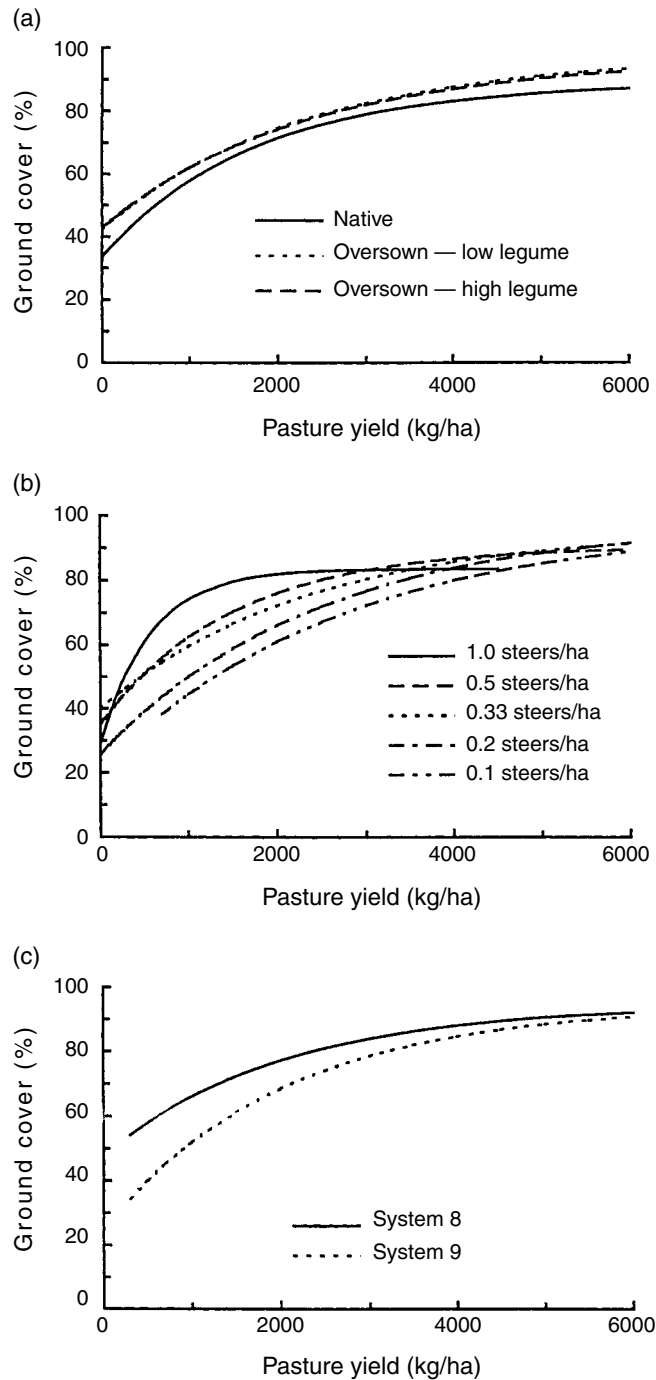 (a)
100
80
60
40
20
0
Ground cover (%)
Native
Oversown — low legume
Oversown — high legume
0 2000 4000 6000
Pasture yield (kg/ha)
(b)
100
80
60
40
20
0
Ground cover (%)
1.0 steers/ha
0.5 steers/ha
0.33 steers/ha
0.2 steers/ha
0.1 steers/ha
0 2000 4000 6000
Pasture yield (kg/ha)
(c)
100
80
60
40
20
0
Ground cover (%)
System 8
System 9
0 2000 4000 6000
Pasture yield (kg/ha)